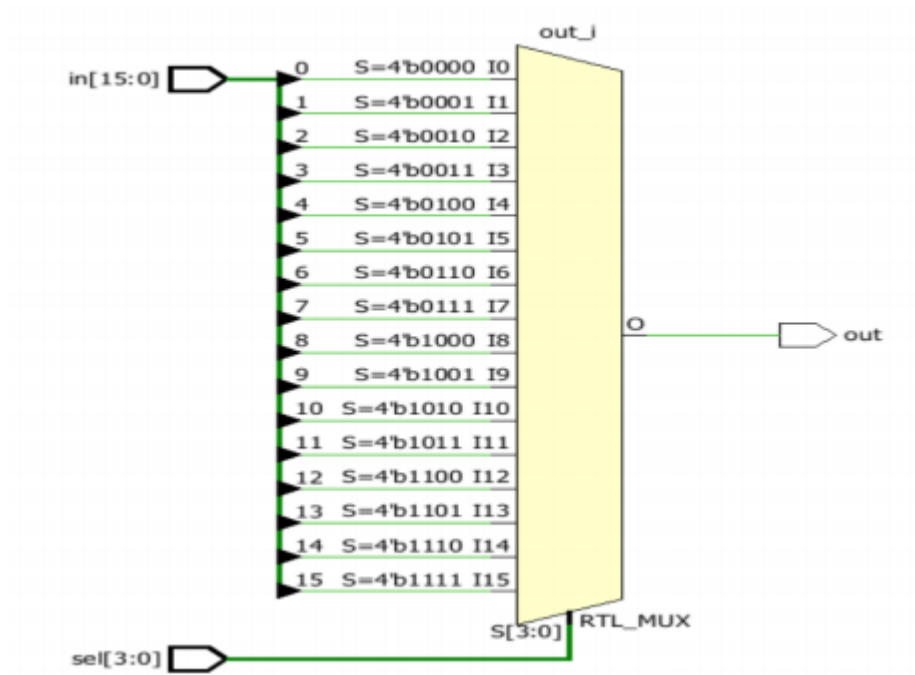 out_i
in[15:0]
0 S=4'b0000 I0
1 S=4'b0001 I1
2 S=4'b0010 I2
3 S=4'b0011 I3
4 S=4'b0100 I4
5 S=4'b0101 I5
6 S=4'b0110 I6
7 S=4'b0111 I7
8 S=4'b1000 I8
9 S=4'b1001 I9
10 S=4'b1010 I10
11 S=4'b1011 I11
12 S=4'b1100 I12
13 S=4'b1101 I13
14 S=4'b1110 I14
15 S=4'b1111 I15
O
out
S[3:0]
RTL_MUX
sel[3:0]